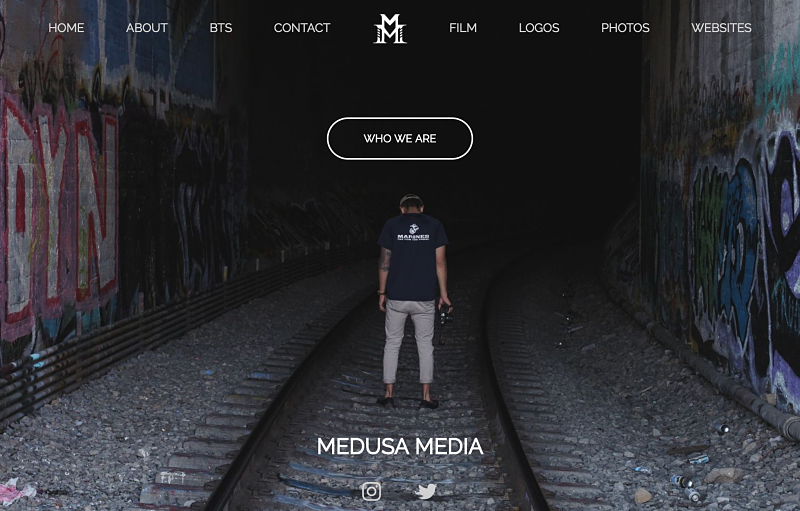 HOME
ABOUT
BTS
CONTACT
FILM
LOGOS
PHOTOS
WEBSITES
WHO WE ARE
MARINES
MEDUSA MEDIA